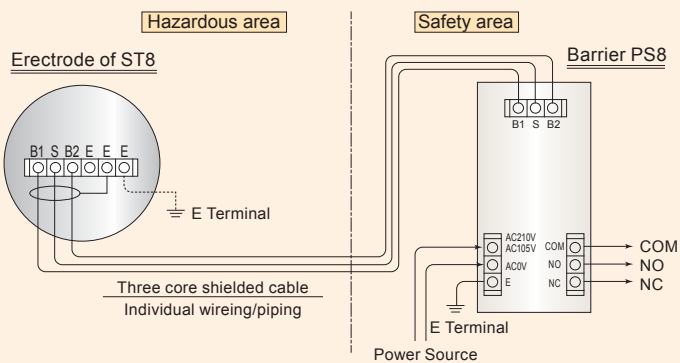 Hazardous area
Safety area
Erectrode of ST8
Barrier PS8
B1 S B2
B1 S B2 E E E
E Terminal
AC210V
AC105V
COM
COM
AC0V
NO
NO
E
NC
NC
Three core shielded cable
Individual wireing/piping
E Terminal
Power Source